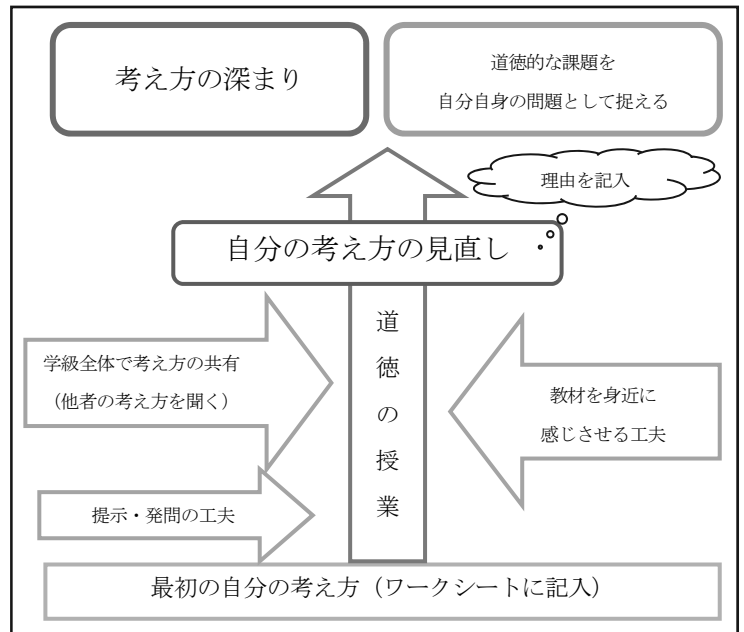 考え方の深まり
道徳的な課題を
自分自身の問題として捉える
理由を記入
自分の考え方の見直し
道徳の授業
学級全体で考え方の共有
（他者の考え方を聞く）
教材を身近に
感じさせる工夫
提示・発問の工夫
最初の自分の考え方（ワークシートに記入）